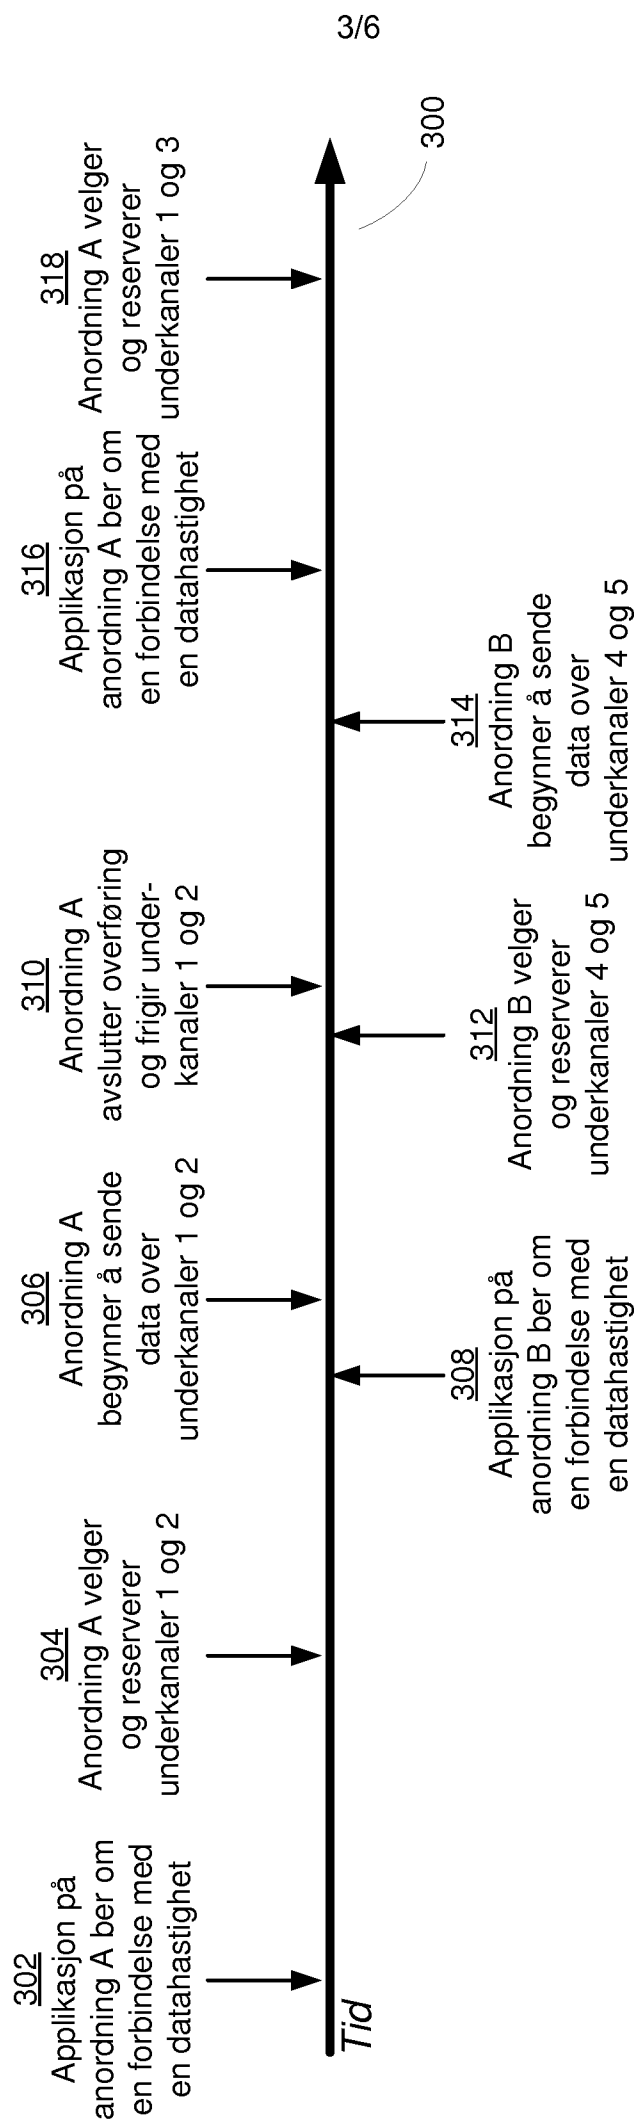 3/6
300
302
Applikasjon på
anordning A ber om
en forbindelse med
en datahastighet
304
Anordning A velger
og reserverer
underkanaler 1 og 2
306
Anordning A
begynner å sende
data over
underkanaler 1 og 2
310
Anordning A
avslutter overføring
og frigir under-
kanaler 1 og 2
316
Applikasjon på
anordning A ber om
en forbindelse med
en datahastighet
318
Anordning A velger
og reserverer
underkanaler 1 og 3
Tid
308
Applikasjon på
anordning B ber om
en forbindelse med
en datahastighet
312
Anordning B velger
og reserverer
underkanaler 4 og 5
314
Anordning B
begynner å sende
data over
underkanaler 4 og 5